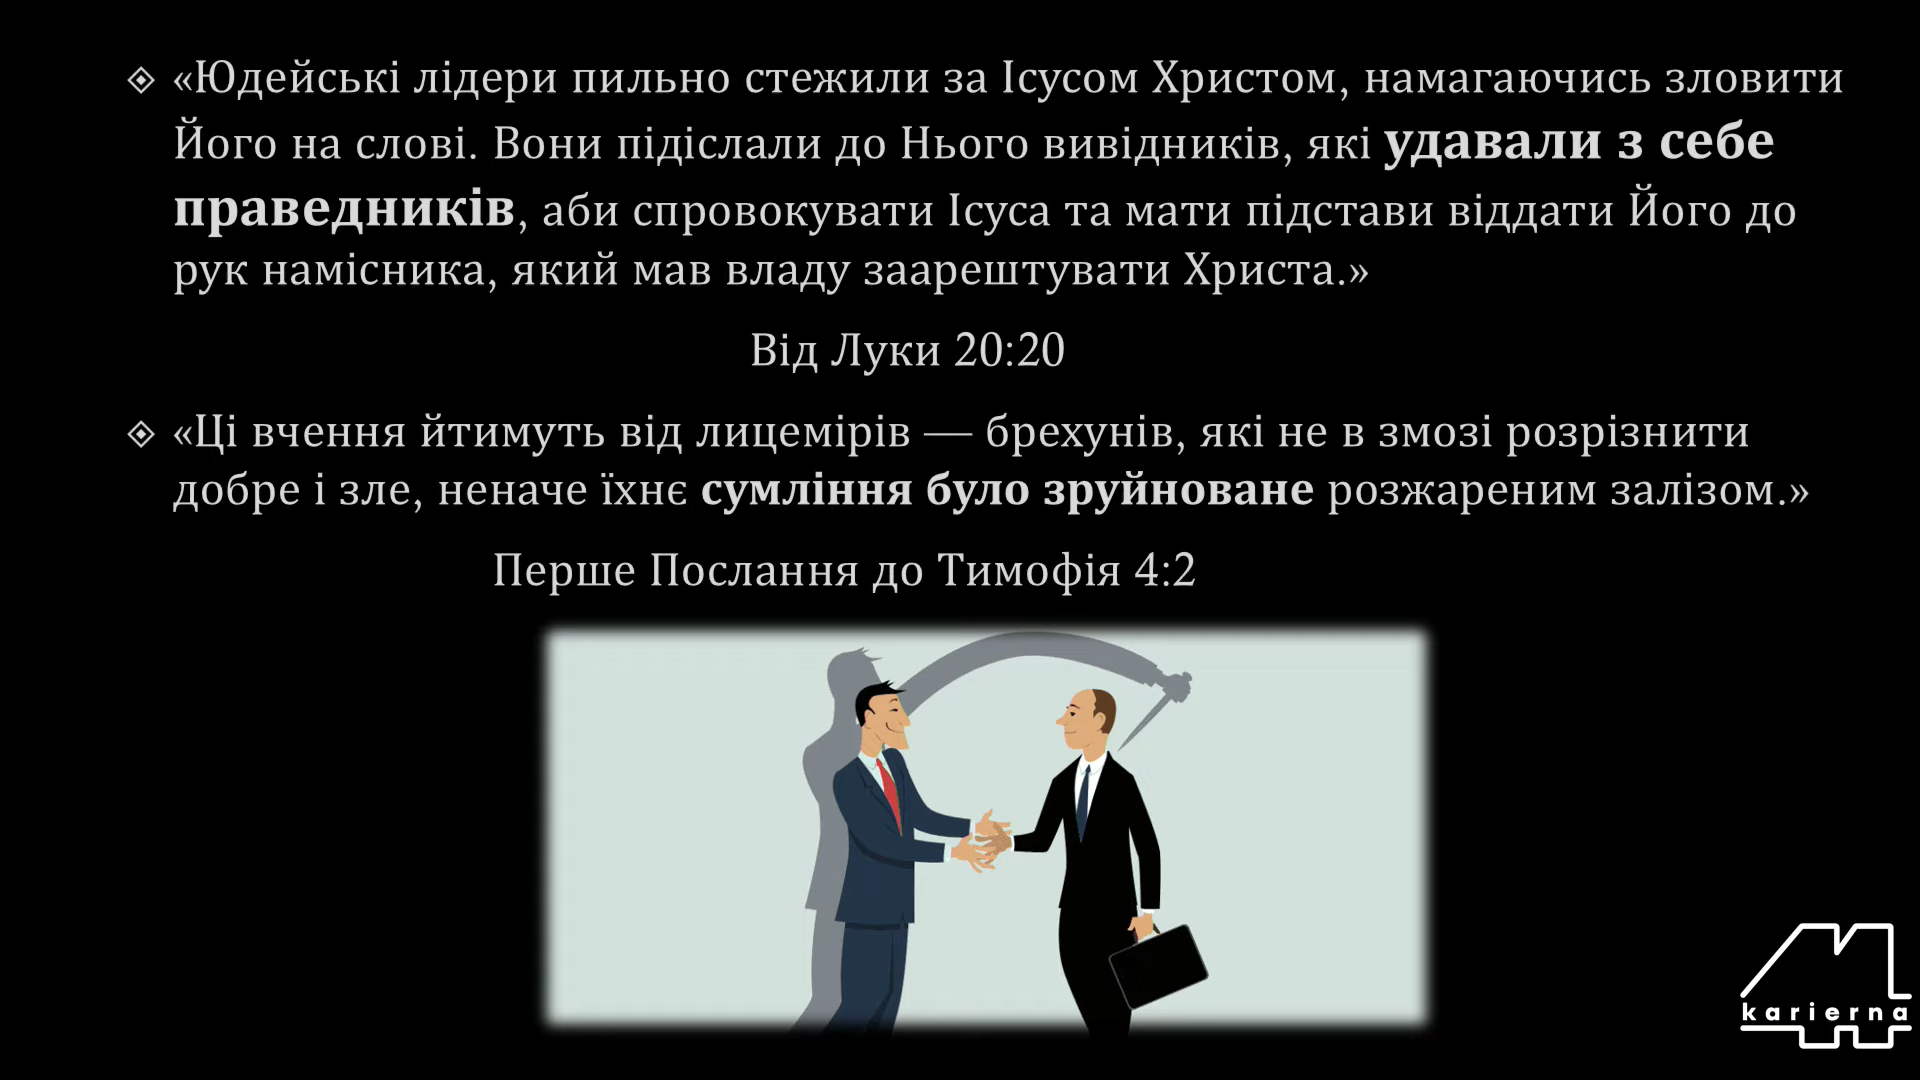 «Юдейські лідери пильно стежили за Ісусом Христом, намагаючись зловити
Його на слові. Вони підіслали до Нього вивідників, які удавали з себе
праведників, аби спровокувати Ісуса та мати підстави віддати Його до
рук намісника, який мав владу заарештувати Христа.»
Від Луки 20:20
«Ці вчення йтимуть від лицемірів — брехунів, які не в змозі розрізнити
добре і зле, неначе їхнє сумління було зруйноване розжареним залізом.»
Перше Послання до Тимофія 4:2
karierna